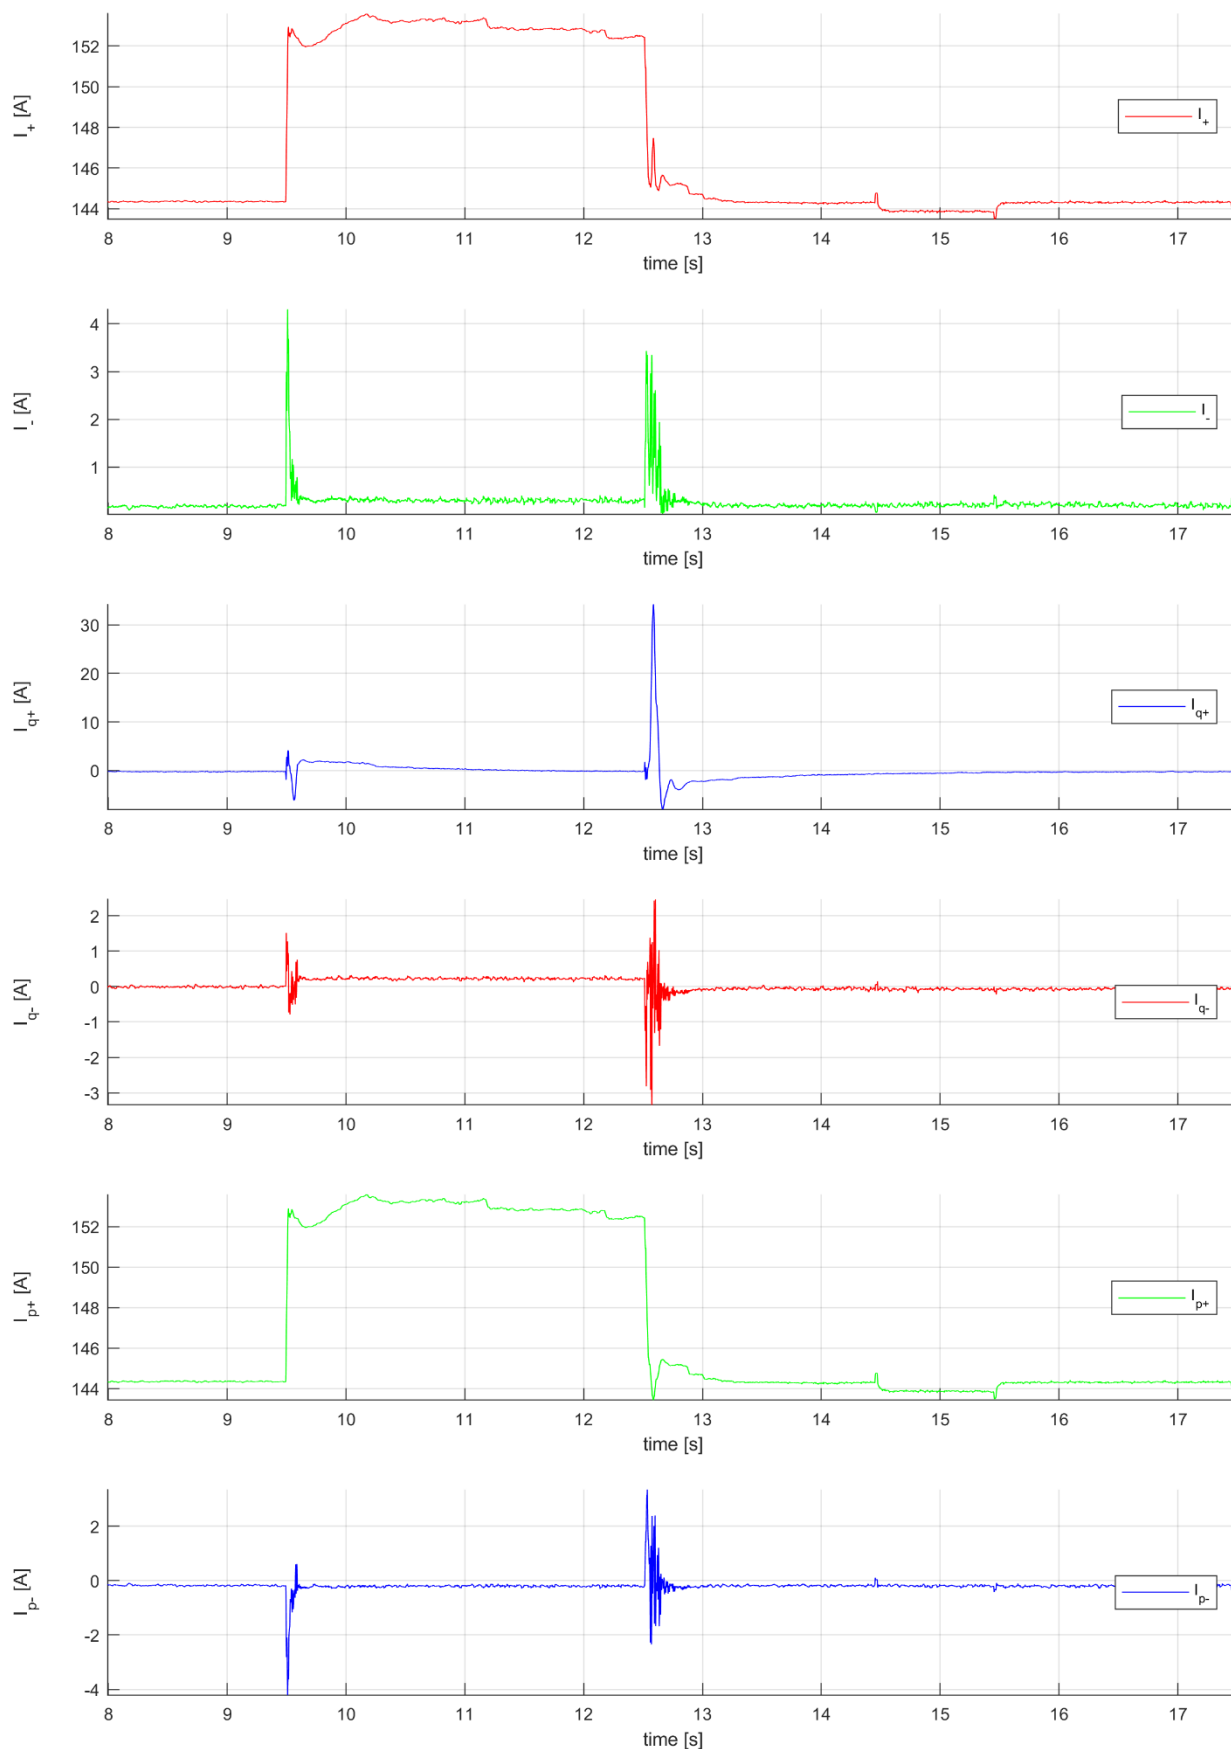 152
150
148
146
144
I+ [A]
I+
8 9 10 11 12 13 14 15 16 17
time [s]
4
3
2
1
I- [A]
I-
8 9 10 11 12 13 14 15 16 17
time [s]
30
20
10
0
Iq+ [A]
Iq+
8 9 10 11 12 13 14 15 16 17
time [s]
2
1
0
-1
-2
-3
Iq- [A]
Iq-
8 9 10 11 12 13 14 15 16 17
time [s]
152
150
148
146
144
Ip+ [A]
Ip+
8 9 10 11 12 13 14 15 16 17
time [s]
2
0
-2
-4
Ip- [A]
Ip-
8 9 10 11 12 13 14 15 16 17
time [s]